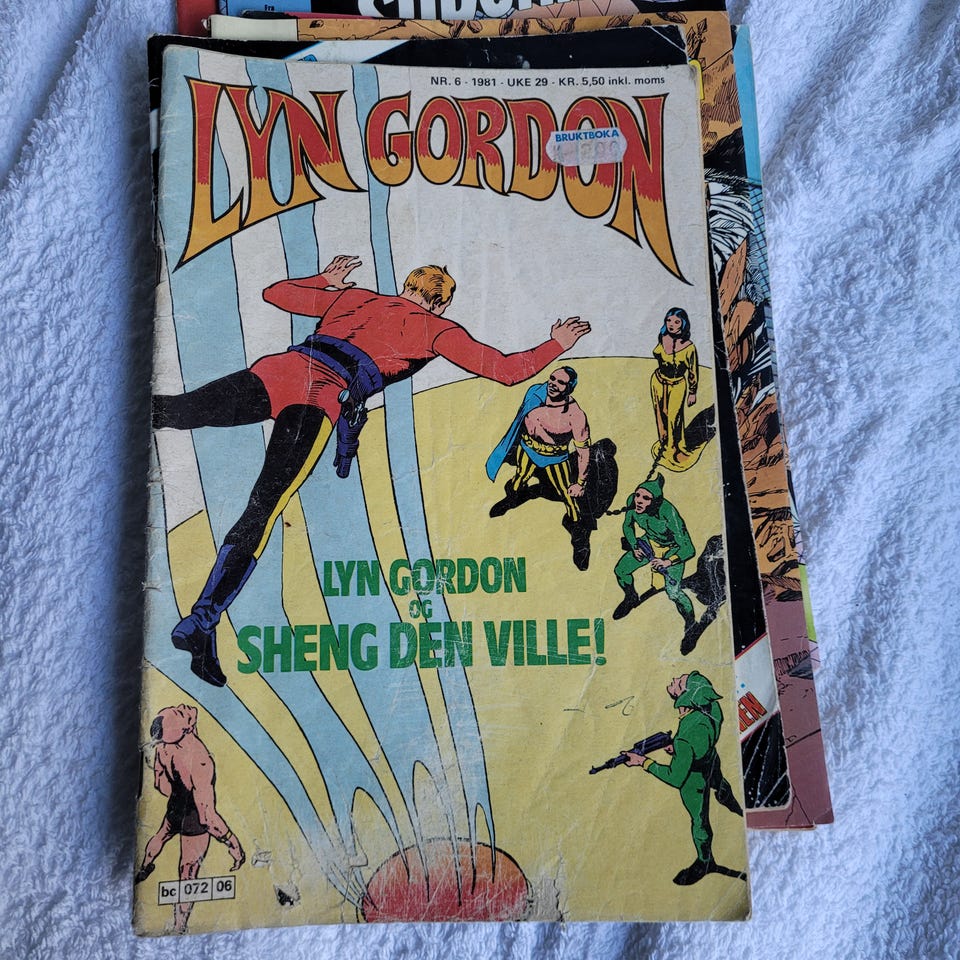 Fra
NR. 6 - 1981 - UKE 29 - KR. 5,50 inkl. moms
LYN GORDON
BRUKTBOKA
LYN GORDON
OG
SHENG DEN VILLE!
bc 072 06